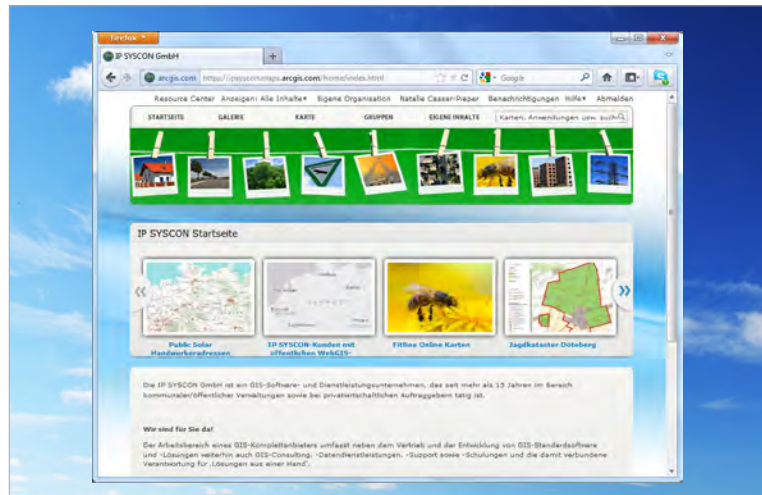 Firefox
IP SYSCON GmbH
arcgis.com https://ipsyscon.maps.arcgis.com/home/index.html
Google
Resource Center Anzeigen: Alle Inhalte Eigene Organisation Natalie Cassar-Pieper Benachrichtigungen Hilfe Abmelden
STARTSEITE GALERIE KARTE GRUPPEN EIGENE INHALTE Karten, Anwendungen usw. such
IP SYSCON Startseite
Public Solar Handwerkeradressen
IP SYSCON-Kunden mit öffentlichen WebGIS-
FitBee Online Karten
Jagdkataster Döteberg
Die IP SYSCON GmbH ist ein GIS-Software- und Dienstleistungsunternehmen, das seit mehr als 15 Jahren im Bereich
kommunaler/öffentlicher Verwaltungen sowie bei privatwirtschaftlichen Auftraggebern tätig ist.
Wir sind für Sie da!
Der Arbeitsbereich eines GIS-Komplettanbieters umfasst neben dem Vertrieb und der Entwicklung von GIS-Standardsoftware
und -Lösungen weiterhin auch GIS-Consulting, -Datendienstleistungen, -Support sowie -Schulungen und die damit verbundene
Verantwortung für 'Lösungen aus einer Hand'.